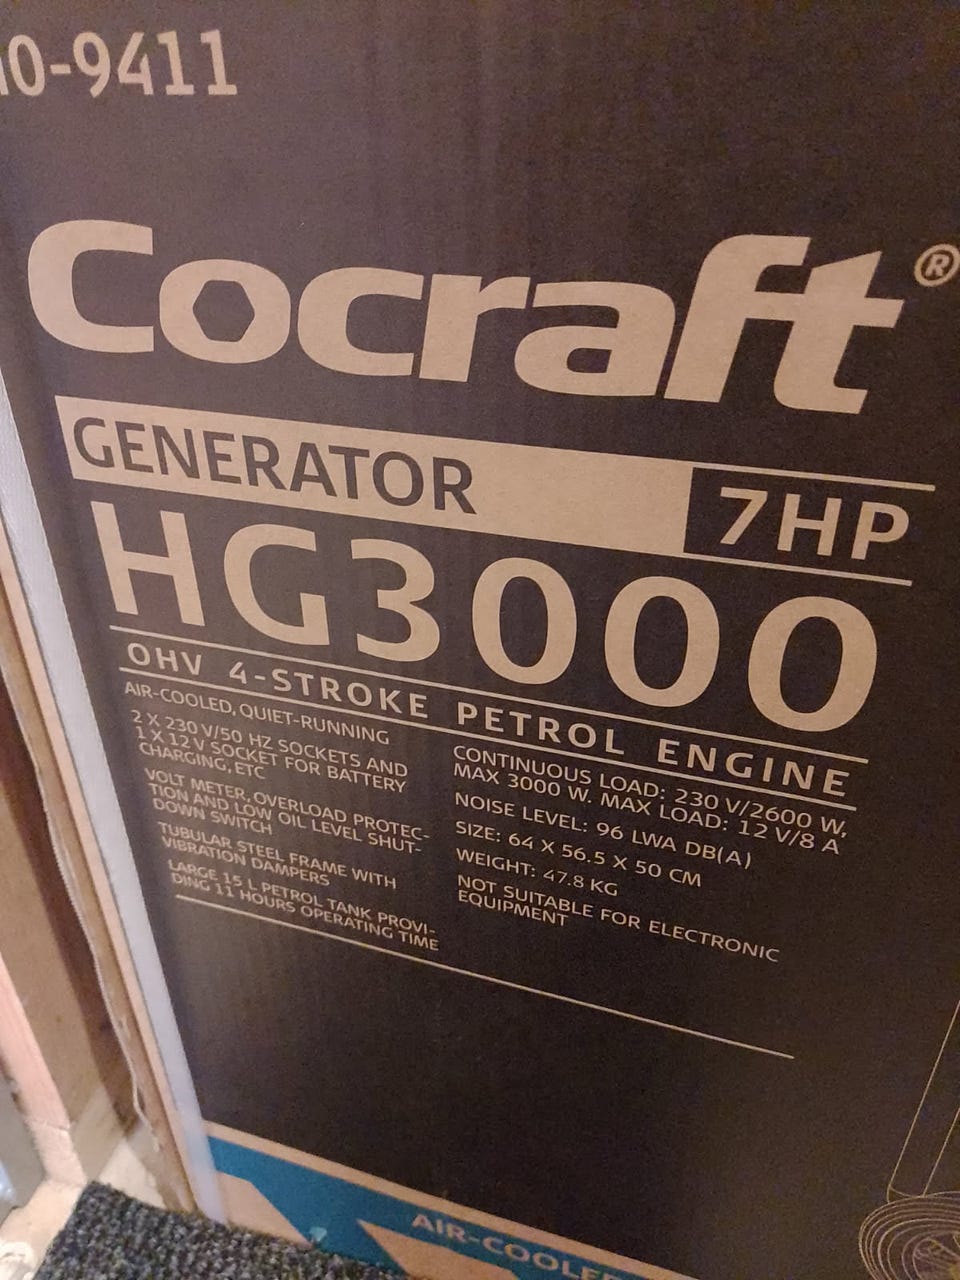 0-9411
Cocraft®
GENERATOR
7HP
HG3000
OHV 4-STROKE PETROL ENGINE
AIR-COOLED, QUIET-RUNNING
2 X 230 V/50 HZ SOCKETS AND
1 X 12 V SOCKET FOR BATTERY
CHARGING, ETC
VOLT METER, OVERLOAD PROTEC-
TION AND LOW OIL LEVEL SHUT-
DOWN SWITCH
TUBULAR STEEL FRAME WITH
VIBRATION DAMPERS
LARGE 15 L PETROL TANK PROVI-
DING 11 HOURS OPERATING TIME
CONTINUOUS LOAD: 230 V/2600 W,
MAX 3000 W. MAX LOAD: 12 V/8 A
NOISE LEVEL: 96 LWA DB(A)
SIZE: 64 X 56.5 X 50 CM
WEIGHT: 47.8 KG
NOT SUITABLE FOR ELECTRONIC
EQUIPMENT
AIR-COOLE